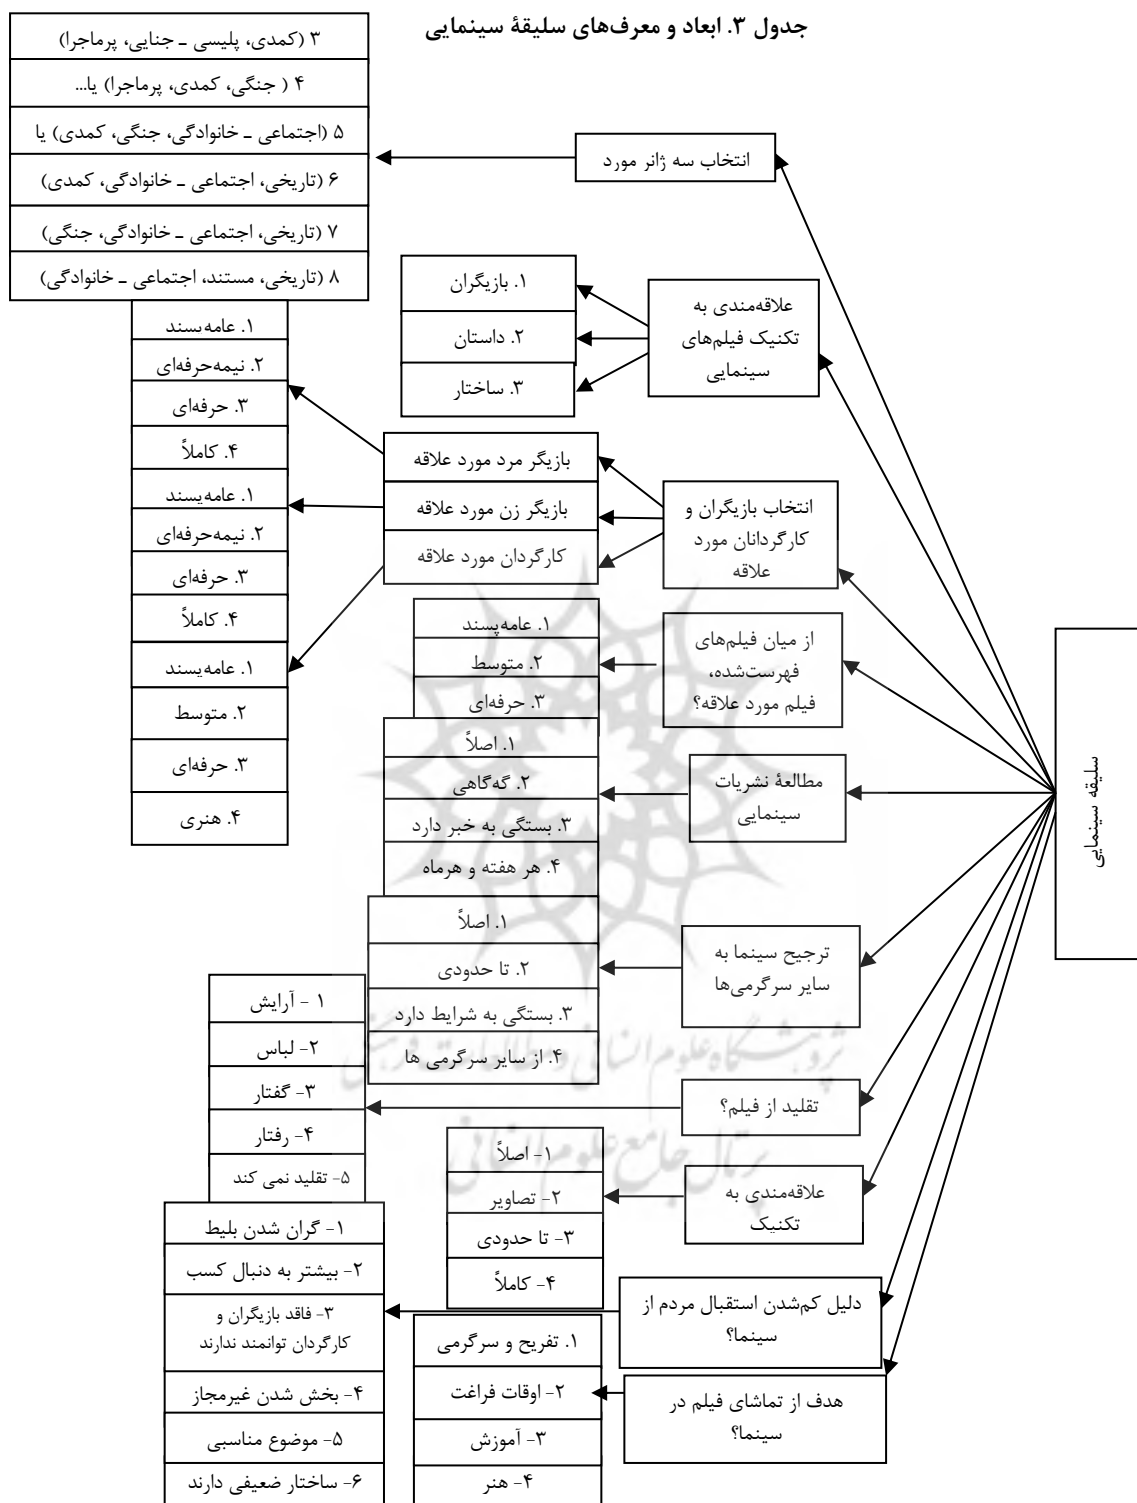 جدول ۳. ابعاد و معرف‌های سلیقۀ سینمایی
سلیقه سینمایی
انتخاب سه ژانر مورد
۳ (کمدی، پلیسی ـ جنایی، پرماجرا)
۴ ( جنگی، کمدی، پرماجرا) یا...
۵ (اجتماعی ـ خانوادگی، جنگی، کمدی) یا
۶ (تاریخی، اجتماعی ـ خانوادگی، کمدی)
۷ (تاریخی، اجتماعی ـ خانوادگی، جنگی)
۸ (تاریخی، مستند، اجتماعی ـ خانوادگی)
علاقه‌مندی به
تکنیک فیلم‌های
سینمایی
۱. بازیگران
۲. داستان
۳. ساختار
انتخاب بازیگران و
کارگردانان مورد
علاقه
بازیگر مرد مورد علاقه
بازیگر زن مورد علاقه
کارگردان مورد علاقه
۱. عامه‌پسند
۲. نیمه‌حرفه‌ای
۳. حرفه‌ای
۴. کاملاً
۱. عامه‌پسند
۲. نیمه‌حرفه‌ای
۳. حرفه‌ای
۴. کاملاً
۱. عامه‌پسند
۲. متوسط
۳. حرفه‌ای
۴. هنری
از میان فیلم‌های
فهرست‌شده،
فیلم مورد علاقه؟
۱. عامه‌پسند
۲. متوسط
۳. حرفه‌ای
مطالعۀ نشریات
سینمایی
۱. اصلاً
۲. گه‌گاهی
۳. بستگی به خبر دارد
۴. هر هفته و هرماه
ترجیح سینما به
سایر سرگرمی‌ها
۱. اصلاً
۲. تا حدودی
۳. بستگی به شرایط دارد
۴. از سایر سرگرمی ها
تقلید از فیلم؟
۱ - آرایش
۲- لباس
۳- گفتار
۴- رفتار
۵- تقلید نمی کند
علاقه‌مندی به
تکنیک
۱- اصلاً
۲- تصاویر
۳- تا حدودی
۴- کاملاً
دلیل کم‌شدن استقبال مردم از
سینما؟
۱- گران شدن بلیط
۲- بیشتر به دنبال کسب
۳- فاقد بازیگران و
کارگردان توانمند ندارند
۴- بخش شدن غیرمجاز
۵- موضوع مناسبی
۶- ساختار ضعیفی دارند
هدف از تماشای فیلم در
سینما؟
۱. تفریح و سرگرمی
۲- اوقات فراغت
۳- آموزش
۴- هنر
پژوهشگاه علوم انسانی و مطالعات فرهنگی
پرتال جامع علوم انسانی